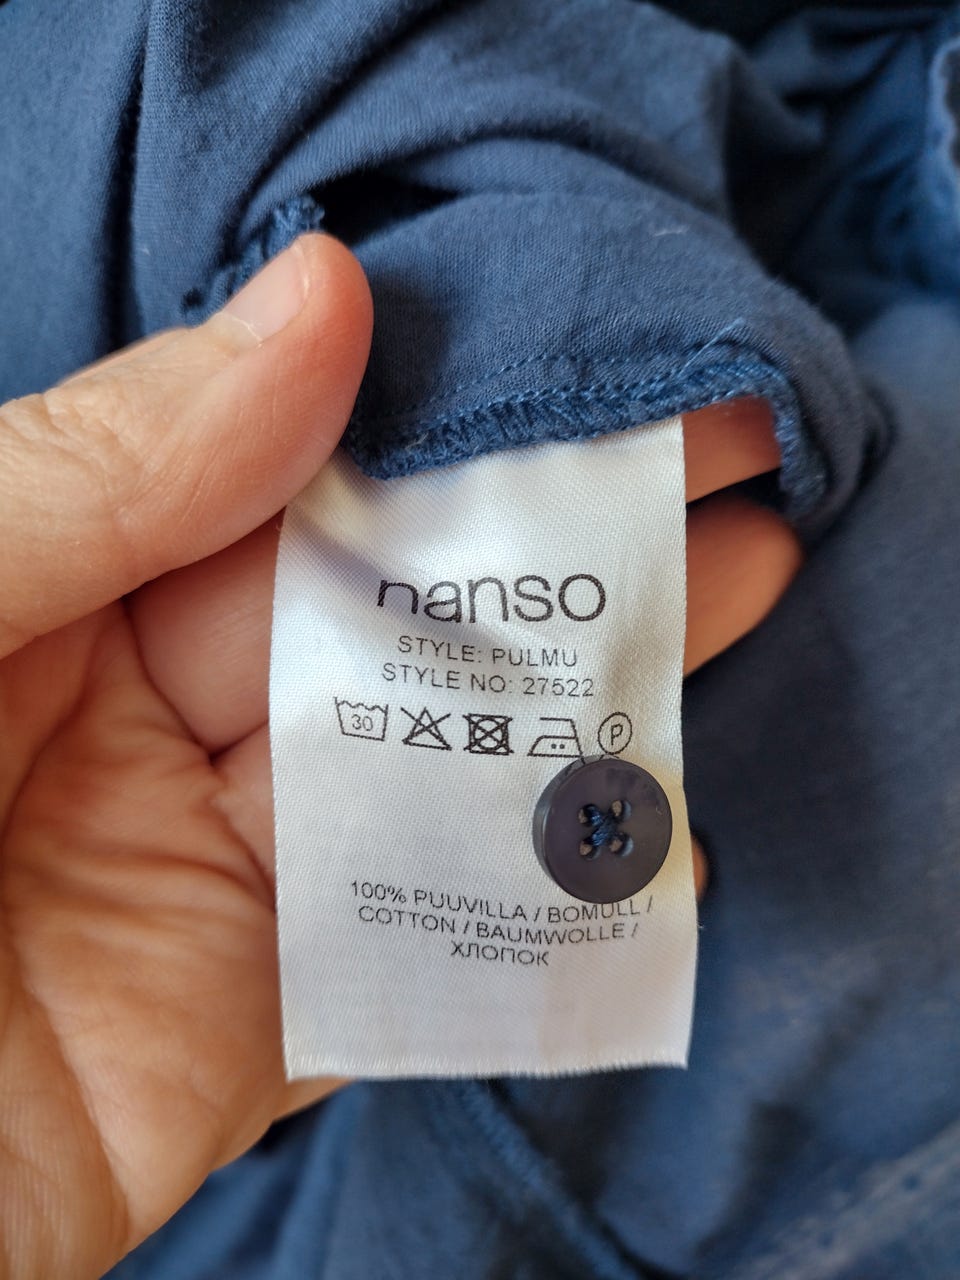 nanso
STYLE: PULMU
STYLE NO: 27522
30 P
100% PUUVILLA / BOMULL /
COTTON / BAUMWOLLE /
ХЛОПОК